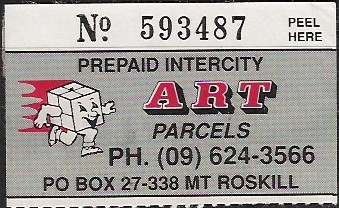 No 593487
PEEL
HERE
PREPAID INTERCITY
ART
PARCELS
PH. (09) 624-3566
PO BOX 27-338 MT ROSKILL